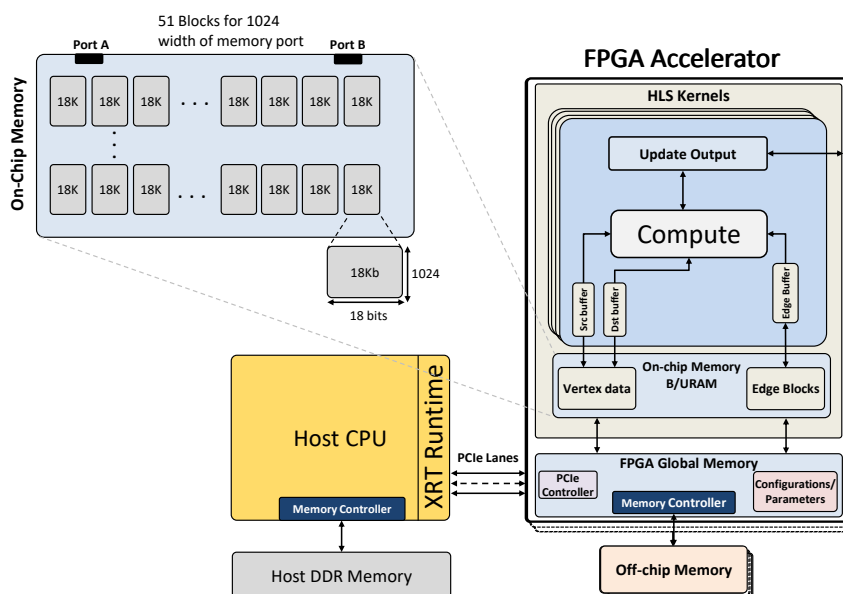 51 Blocks for 1024
width of memory port
Port A
Port B
On-Chip Memory
18K 18K 18K . . . 18K 18K 18K 18K
18K 18K 18K . . . 18K 18K 18K 18K
18Kb
1024
18 bits
FPGA Accelerator
HLS Kernels
Update Output
Compute
Src buffer
Dst buffer
Edge Buffer
On-chip Memory
B/URAM
Vertex data
Edge Blocks
Host CPU
XRT Runtime
Memory Controller
PCIe Lanes
FPGA Global Memory
PCIe
Controller
Memory Controller
Configurations/
Parameters
Host DDR Memory
Off-chip Memory